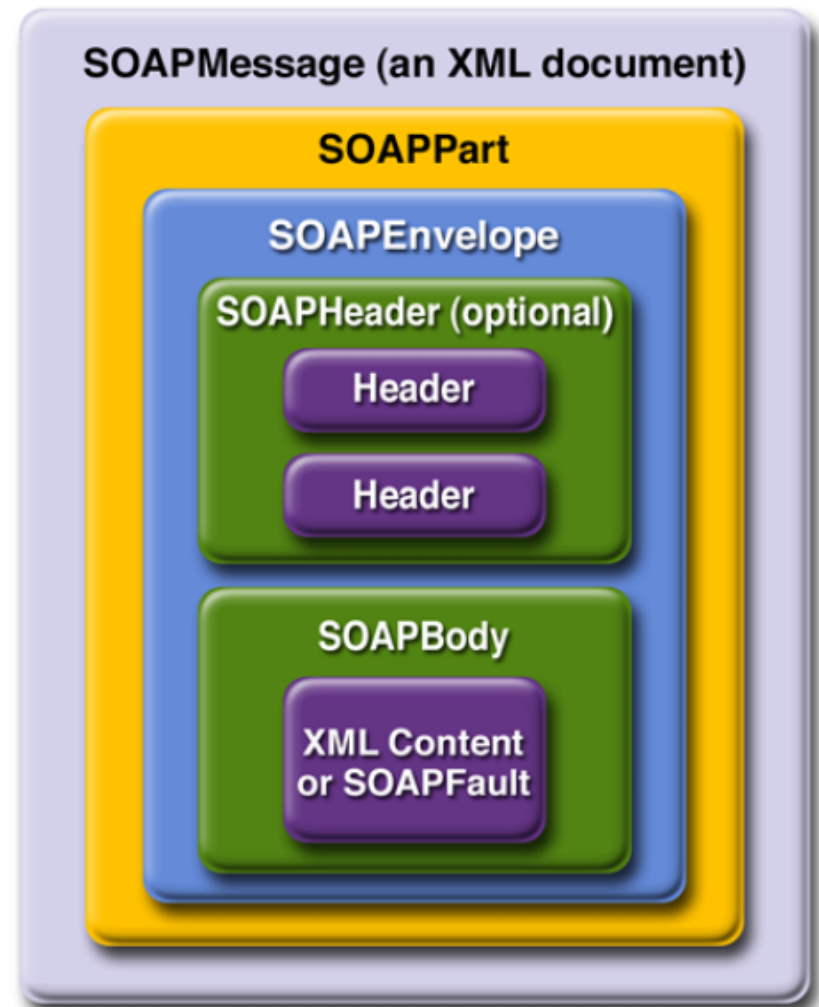 SOAPMessage (an XML document)
SOAPPart
SOAPEnvelope
SOAPHeader (optional)
Header
Header
SOAPBody
XML Content
or SOAPFault